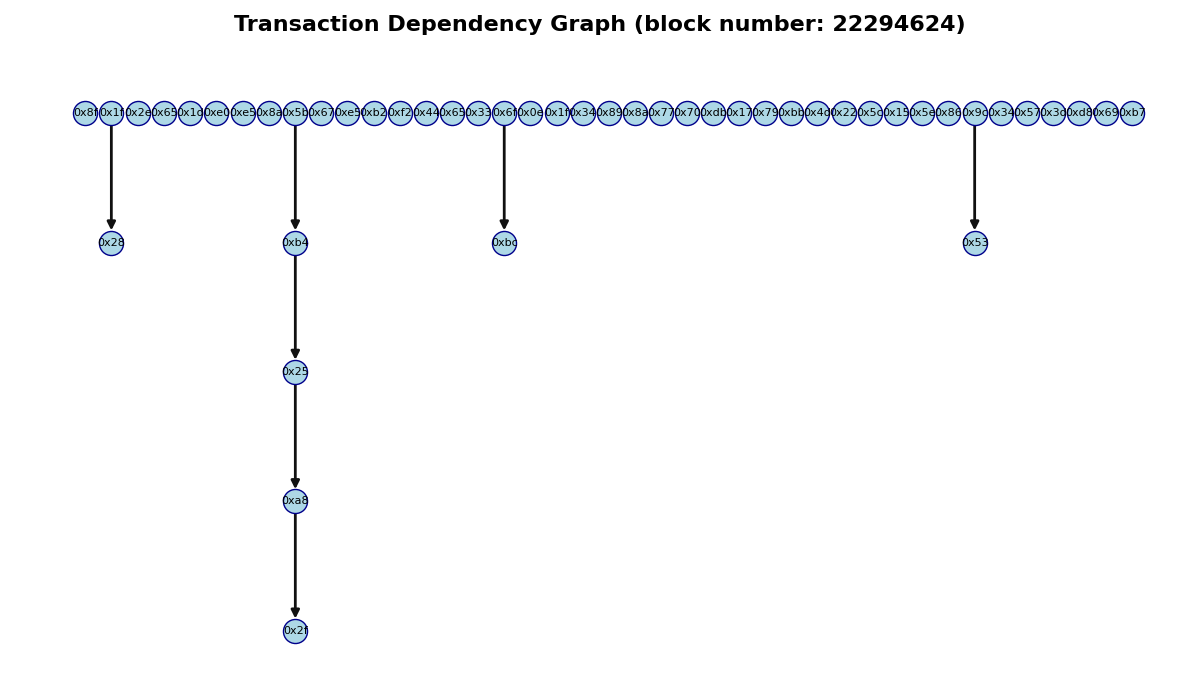 Transaction Dependency Graph (block number: 22294624)
0x8f 0x1f 0x2e 0x65 0x1d 0xe0 0xe5 0x8a 0x5b 0x67 0xe5 0xb2 0xf2 0x44 0x65 0x33 0x6f 0x0e 0x1f 0x34 0x89 0x8a 0x77 0x70 0xdb 0x17 0x79 0xbb 0x4d 0x22 0x5c 0x15 0x5e 0x86 0x9c 0x34 0x57 0x3d 0xd8 0x69 0xb7
0x28 0xb4 0x53
0x25
0xa8
0x2f